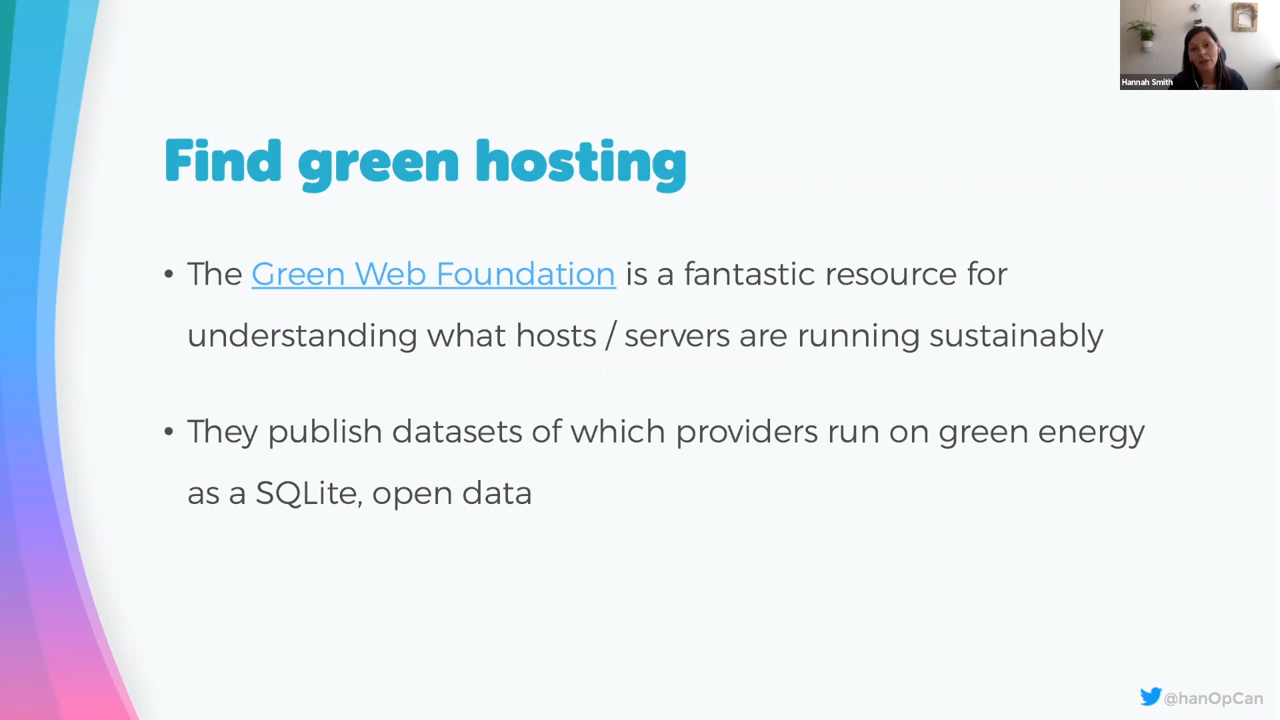 Hannah Smith
Find green hosting
• The Green Web Foundation is a fantastic resource for
understanding what hosts / servers are running sustainably
• They publish datasets of which providers run on green energy
as a SQLite, open data
@hanOpCan